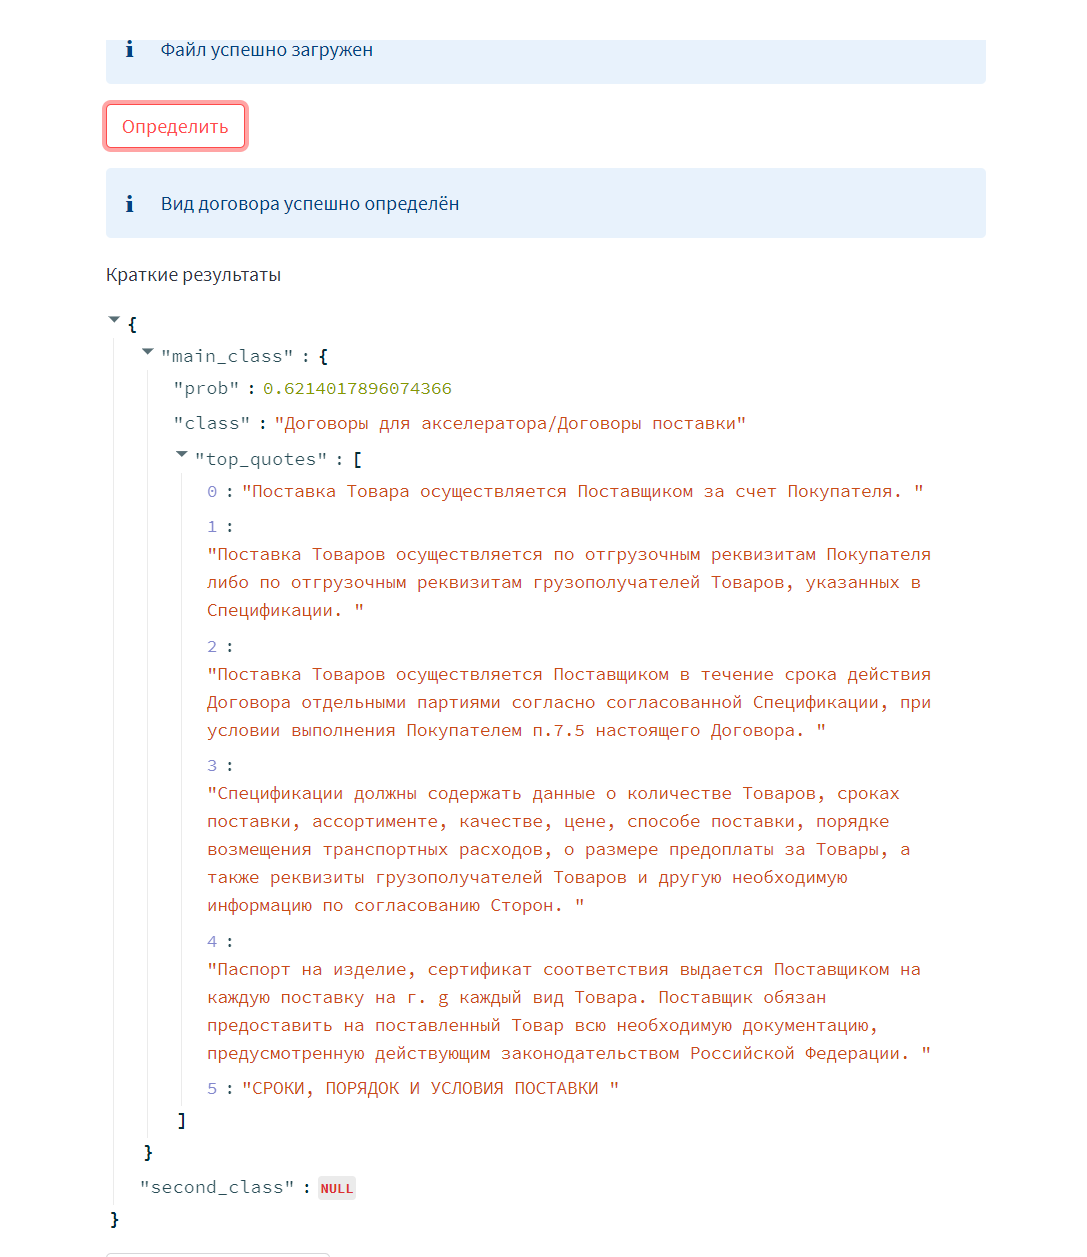 Файл успешно загружен
Определить
Вид договора успешно определён
Краткие результаты
{
"main_class" : {
"prob" : 0.6214017896074366
"class" : "Договоры для акселератора/Договоры поставки"
"top_quotes" : [
0 : "Поставка Товара осуществляется Поставщиком за счет Покупателя. "
1 :
"Поставка Товаров осуществляется по отгрузочным реквизитам Покупателя
либо по отгрузочным реквизитам грузополучателей Товаров, указанных в
Спецификации. "
2 :
"Поставка Товаров осуществляется Поставщиком в течение срока действия
Договора отдельными партиями согласно согласованной Спецификации, при
условии выполнения Покупателем п.7.5 настоящего Договора. "
3 :
"Спецификации должны содержать данные о количестве Товаров, сроках
поставки, ассортименте, качестве, цене, способе поставки, порядке
возмещения транспортных расходов, о размере предоплаты за Товары, а
также реквизиты грузополучателей Товаров и другую необходимую
информацию по согласованию Сторон. "
4 :
"Паспорт на изделие, сертификат соответствия выдается Поставщиком на
каждую поставку на г. g каждый вид Товара. Поставщик обязан
предоставить на поставленный Товар всю необходимую документацию,
предусмотренную действующим законодательством Российской Федерации. "
5 : "СРОКИ, ПОРЯДОК И УСЛОВИЯ ПОСТАВКИ "
]
}
"second_class" : NULL
}